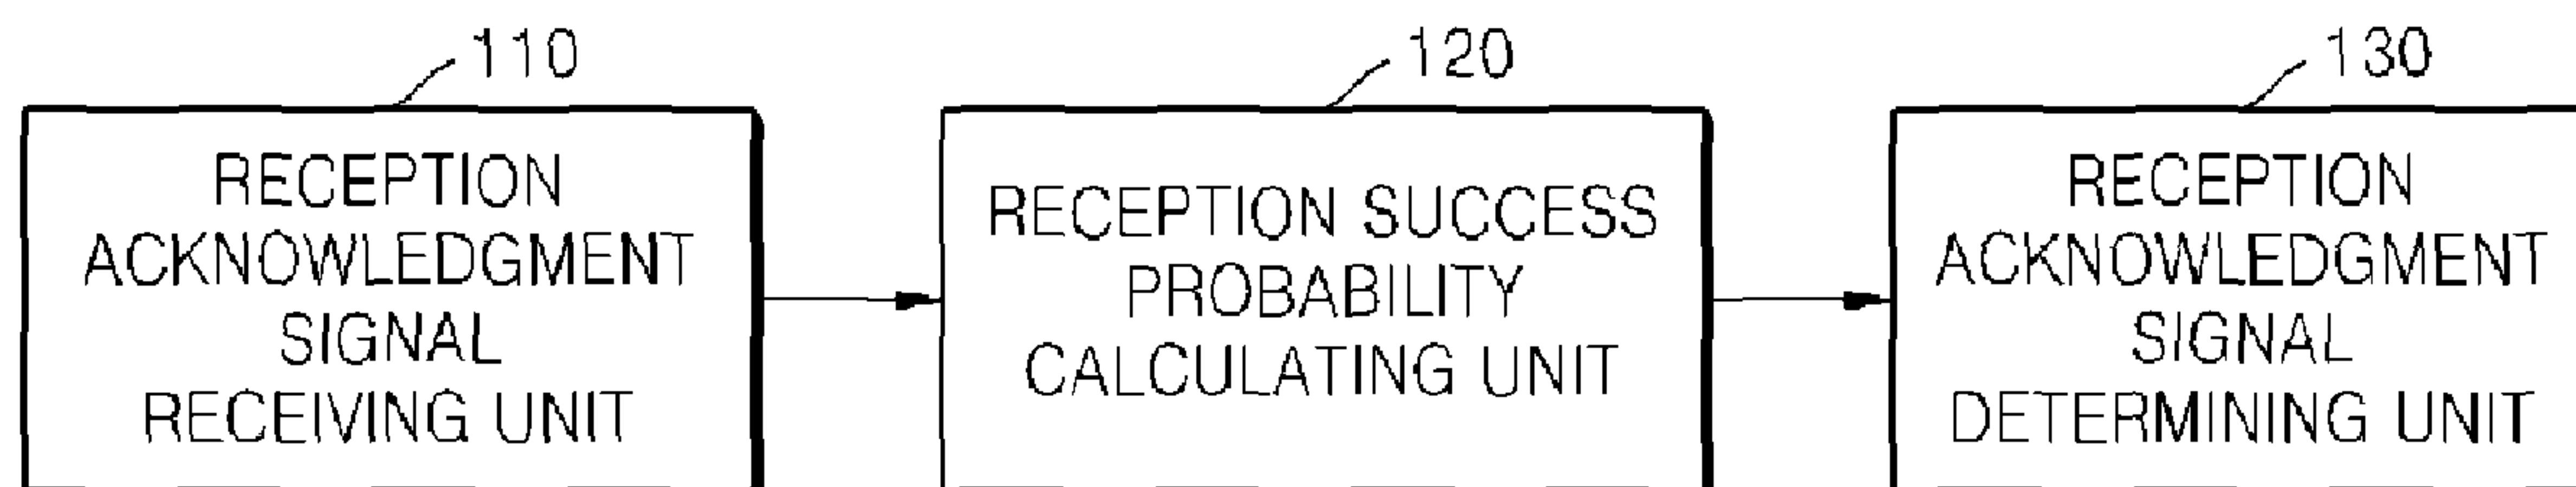 110
RECEPTION
ACKNOWLEDGMENT
SIGNAL
RECEIVING UNIT
120
RECEPTION SUCCESS
PROBABILITY
CALCULATING UNIT
130
RECEPTION
ACKNOWLEDGMENT
SIGNAL
DETERMINING UNIT